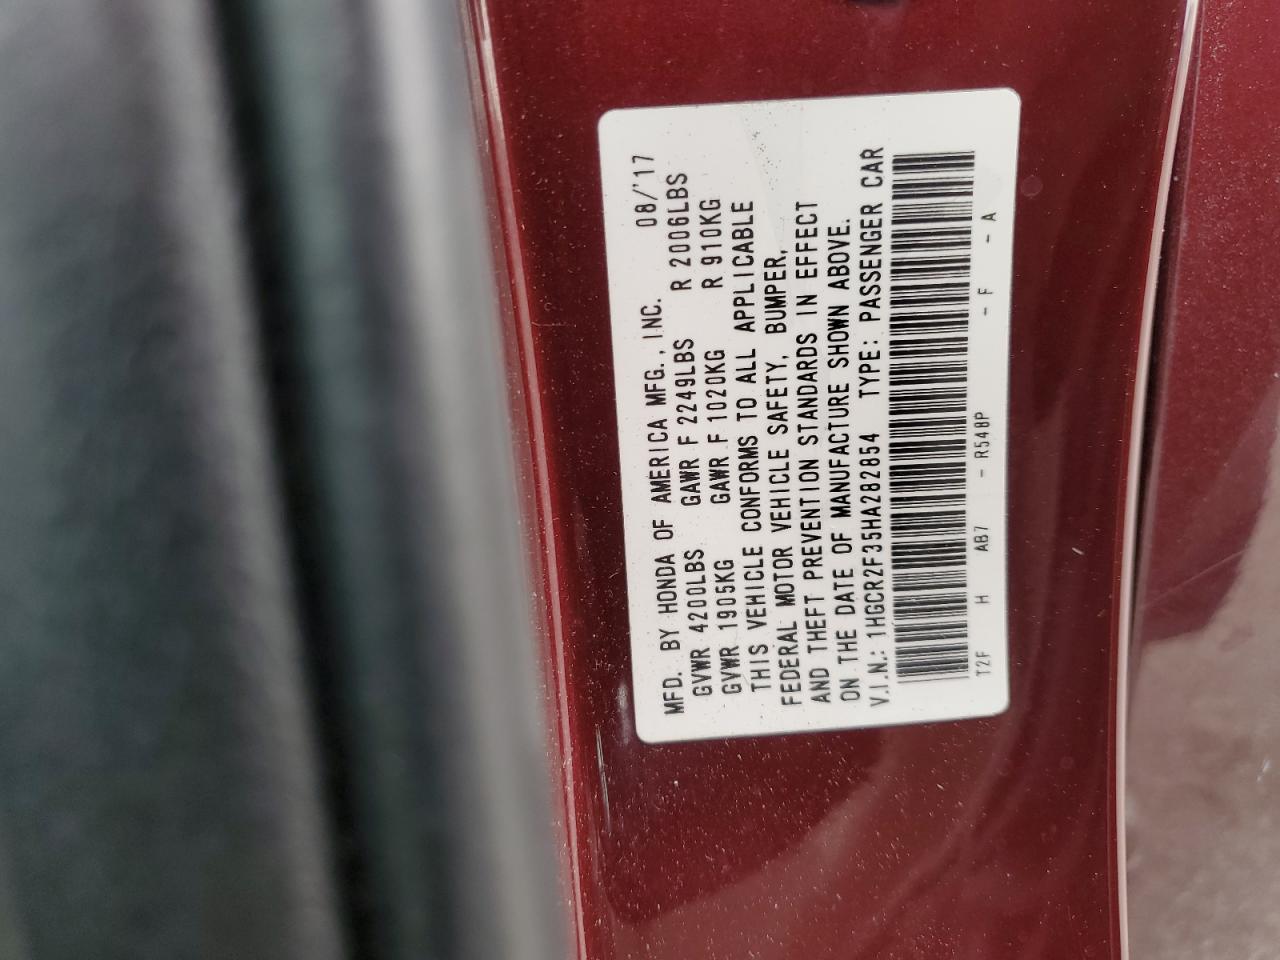 MFD. BY HONDA OF AMERICA MFG., INC. 08/'17
GVWR 4200LBS GAWR F 2249LBS R 2006LBS
GVWR 1905KG GAWR F 1020KG R 910KG
THIS VEHICLE CONFORMS TO ALL APPLICABLE
FEDERAL MOTOR VEHICLE SAFETY, BUMPER,
AND THEFT PREVENTION STANDARDS IN EFFECT
ON THE DATE OF MANUFACTURE SHOWN ABOVE.
V.I.N.: 1HGCR2F35HA282854 TYPE: PASSENGER CAR
T2F H AB7 - R548P - F - A